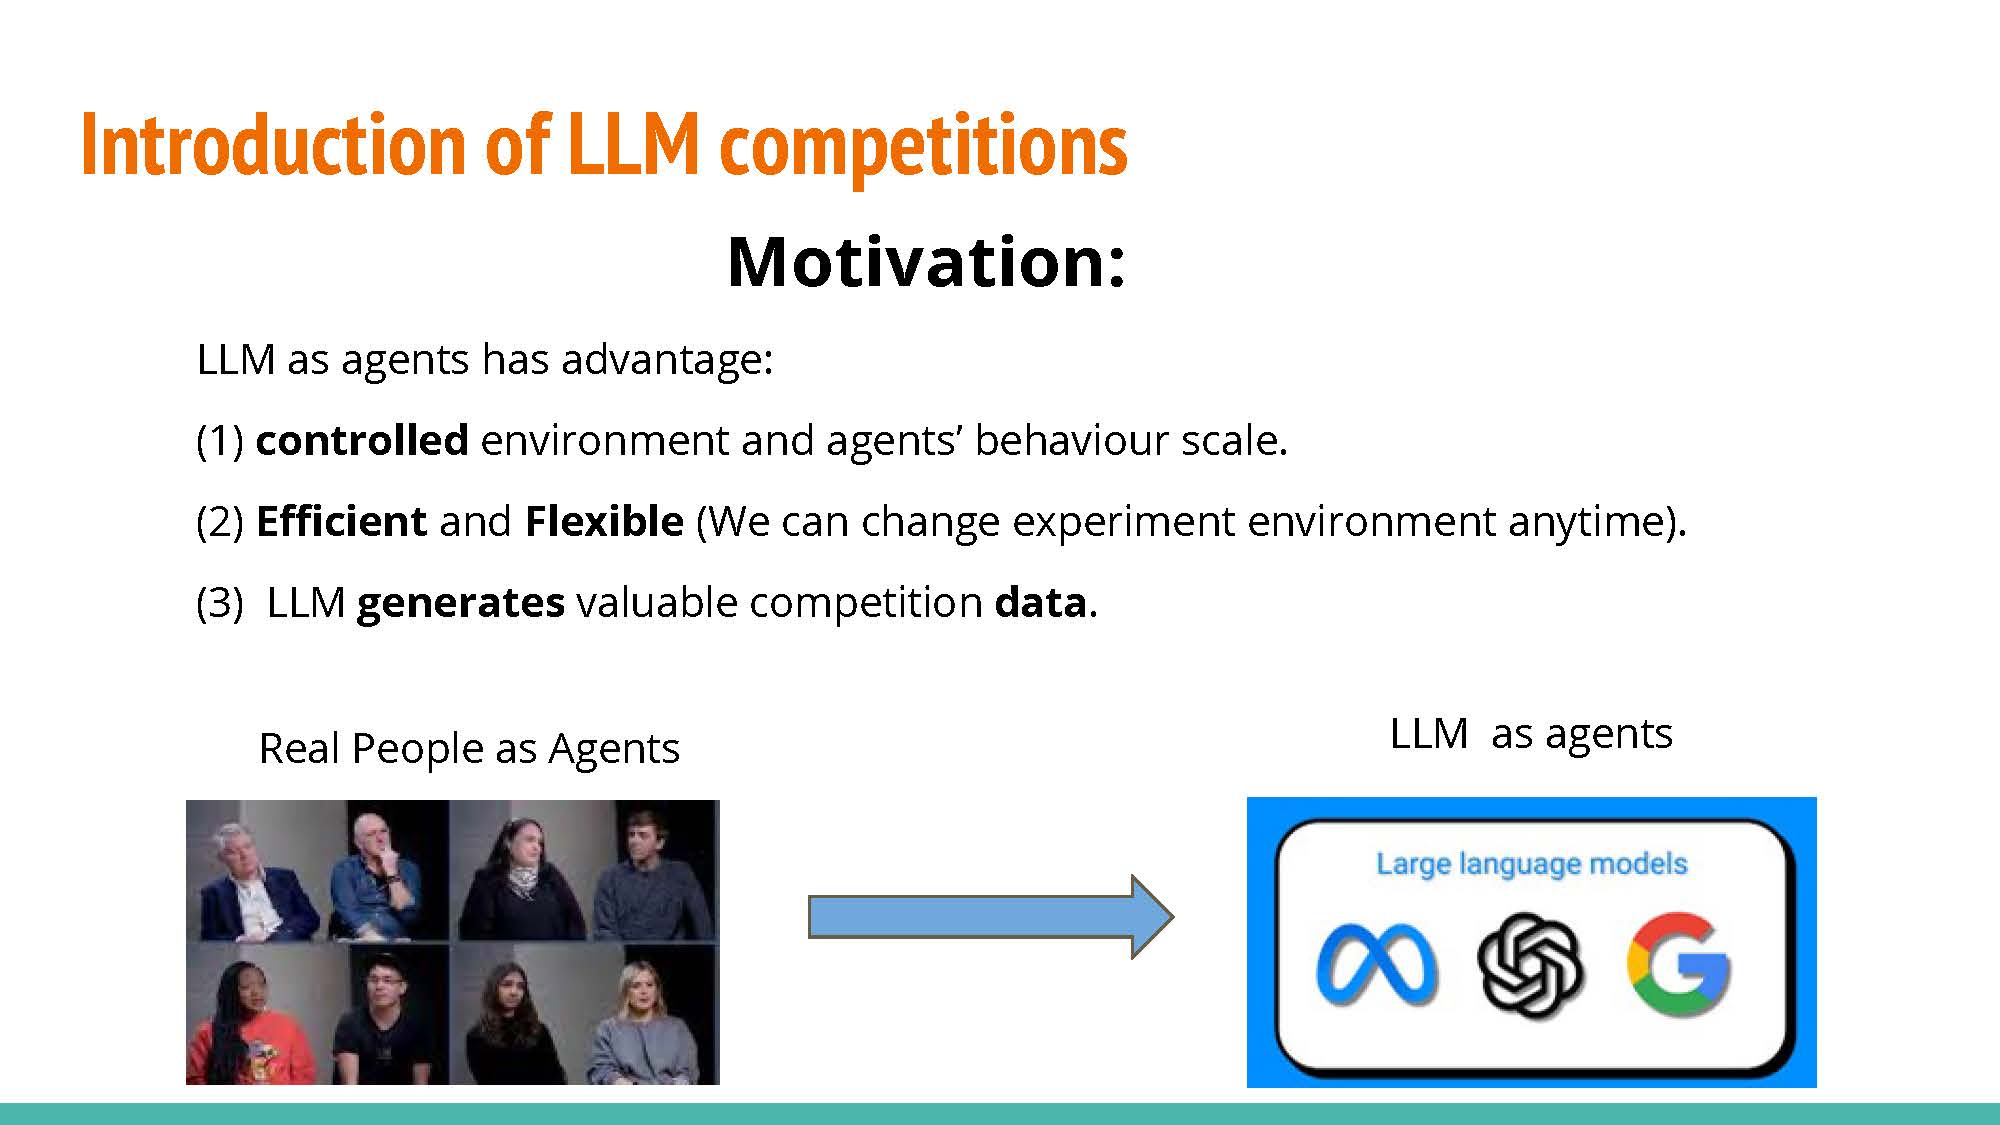 Introduction of LLM competitions
Motivation:
LLM as agents has advantage:
(1) controlled environment and agents’ behaviour scale.
(2) Efficient and Flexible (We can change experiment environment anytime).
(3)  LLM generates valuable competition data.
Real People as Agents
LLM  as agents
Large language models